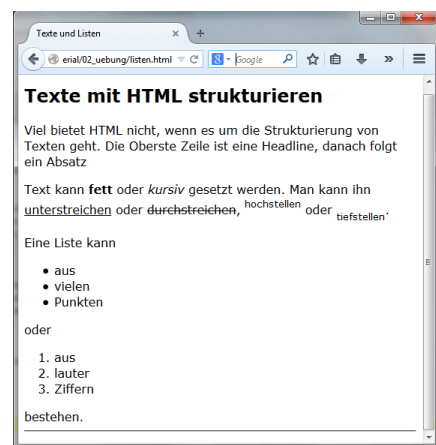 Texte und Listen
erial/02_uebung/listen.html
Google
Texte mit HTML strukturieren
Viel bietet HTML nicht, wenn es um die Strukturierung von
Texten geht. Die Oberste Zeile ist eine Headline, danach folgt
ein Absatz
Text kann fett oder kursiv gesetzt werden. Man kann ihn
unterstreichen oder durchstreichen, hochstellen oder tiefstellen.
Eine Liste kann
• aus
• vielen
• Punkten
oder
1. aus
2. lauter
3. Ziffern
bestehen.